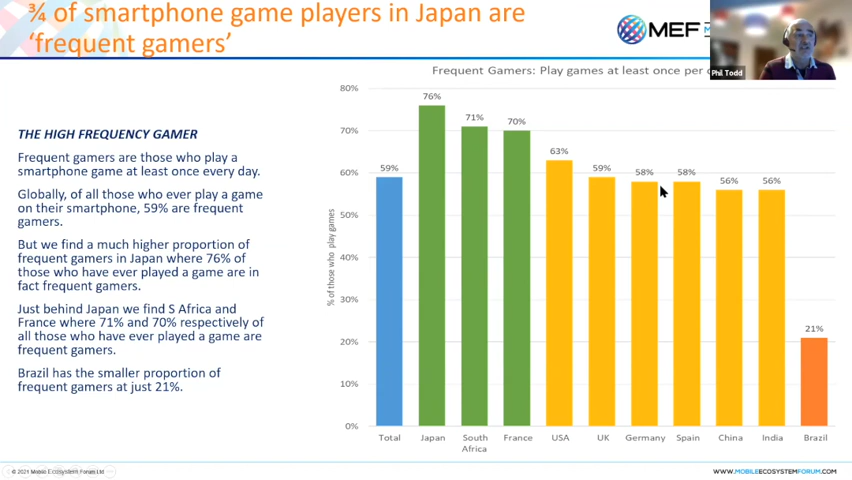 ¾ of smartphone game players in Japan are
‘frequent gamers’
MEF
Phil Todd
THE HIGH FREQUENCY GAMER
Frequent gamers are those who play a
smartphone game at least once every day.
Globally, of all those who ever play a game
on their smartphone, 59% are frequent
gamers.
But we find a much higher proportion of
frequent gamers in Japan where 76% of
those who have ever played a game are in
fact frequent gamers.
Just behind Japan we find S Africa and
France where 71% and 70% respectively of
all those who have ever played a game are
frequent gamers.
Brazil has the smaller proportion of
frequent gamers at just 21%.
Frequent Gamers: Play games at least once per
% of those who play games
80%
70%
60%
50%
40%
30%
20%
10%
0%
59%
76%
71%
70%
63%
59%
58%
58%
56%
56%
21%
Total
Japan
South
Africa
France
USA
UK
Germany
Spain
China
India
Brazil
© 2021 Mobile Ecosystem Forum Ltd
WWW.MOBILEECOSYSTEMFORUM.COM